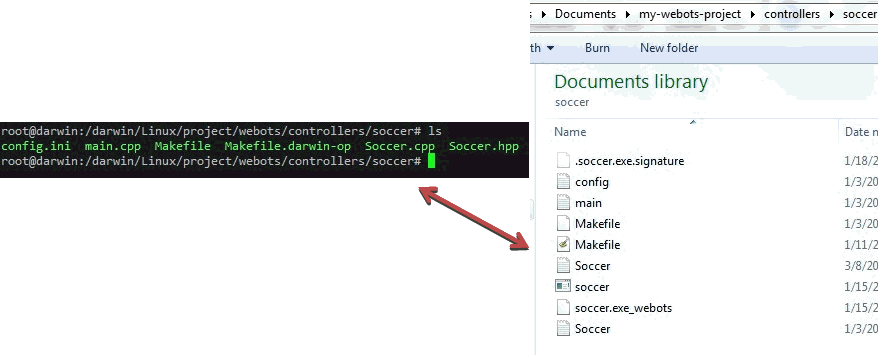 Documents my-webots-project controllers soccer
Burn New folder
Documents library
soccer
Name Date
root@darwin:/darwin/Linux/project/webots/controllers/soccer# ls
config.ini main.cpp Makefile Makefile.darwin-op Soccer.cpp Soccer.hpp
root@darwin:/darwin/Linux/project/webots/controllers/soccer#
.soccer.exe.signature 1/18/2
config 1/3/20
main 1/3/20
Makefile 1/3/20
Makefile 1/11/2
Soccer 3/8/20
soccer 1/15/2
soccer.exe_webots 1/15/2
Soccer 1/3/20